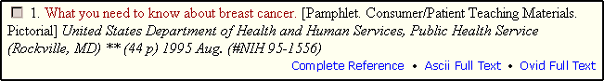 1. What you need to know about breast cancer. [Pamphlet. Consumer/Patient Teaching Materials.
Pictorial] United States Department of Health and Human Services, Public Health Service
(Rockville, MD) ** (44 p) 1995 Aug. (#NIH 95-1556)
Complete Reference • Ascii Full Text • Ovid Full Text